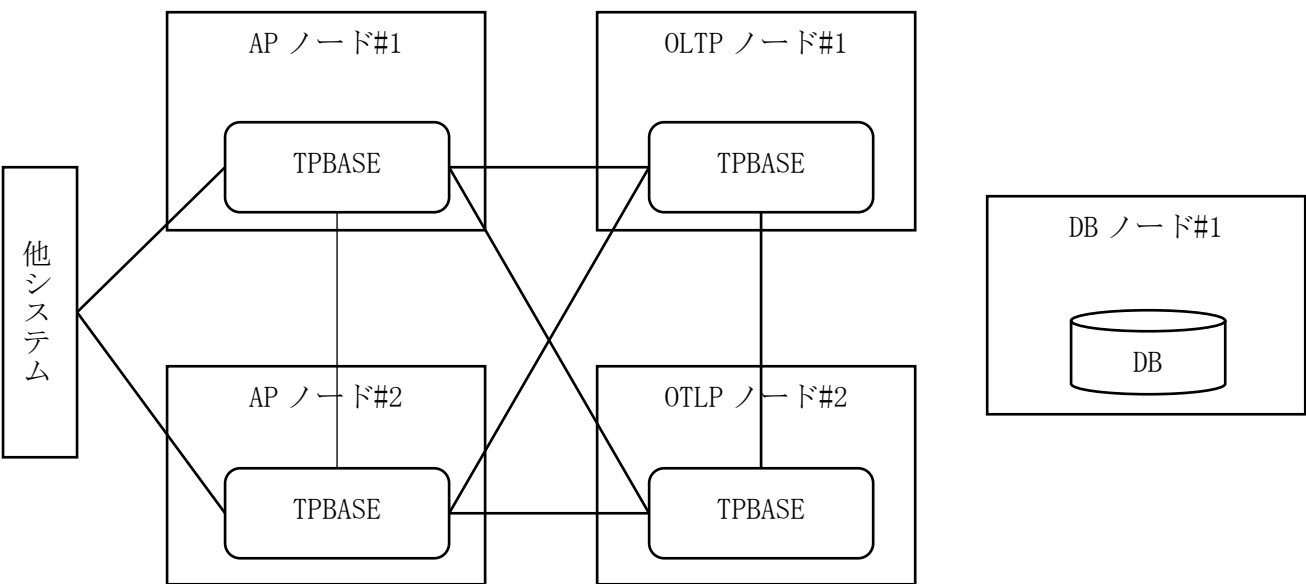 AP ノード#1
TPBASE
OLTP ノード#1
TPBASE
他システム
DB ノード#1
DB
AP ノード#2
TPBASE
OTLP ノード#2
TPBASE